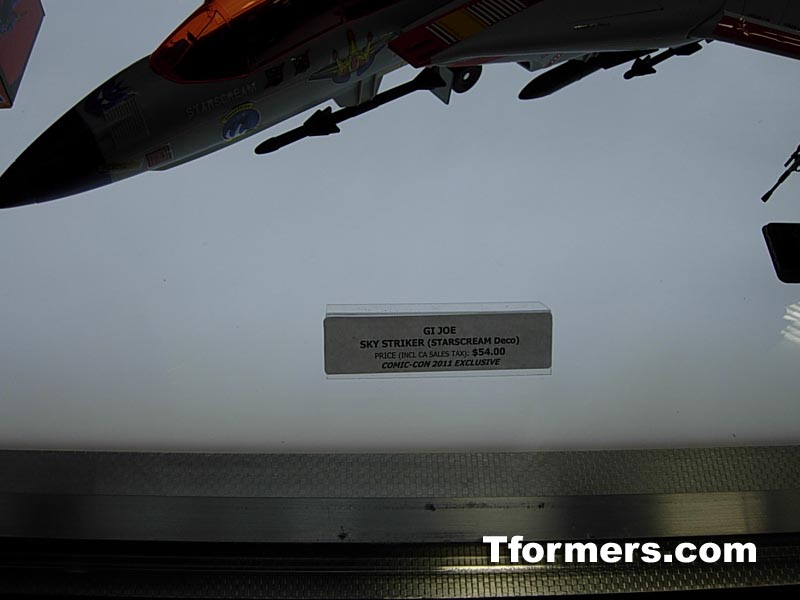 STARSCREAM
GI JOE
SKY STRIKER (STARSCREAM Deco)
PRICE (INCL CA SALES TAX): $54.00
COMIC-CON 2011 EXCLUSIVE
Tformers.com